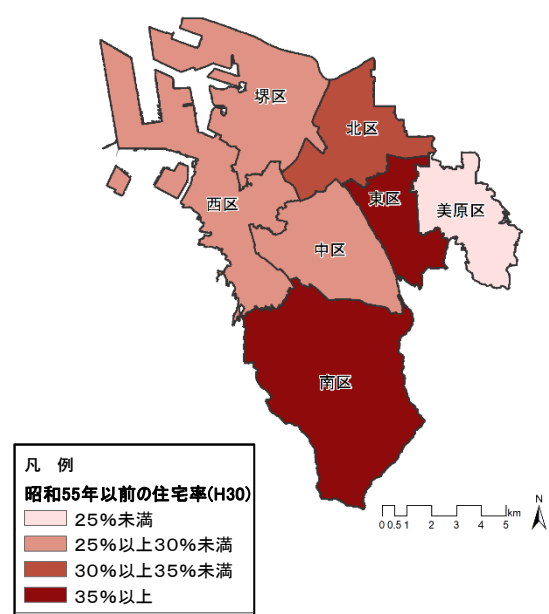 堺区
北区
東区
美原区
西区
中区
南区
凡 例
昭和55年以前の住宅率(H30)
25%未満
25%以上30%未満
30%以上35%未満
35%以上
N
0 0.5 1 2 3 4 5 km